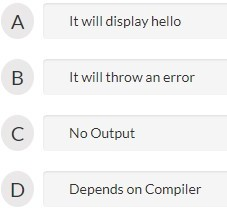 A It will display hello
B It will throw an error
C No Output
D Depends on Compiler